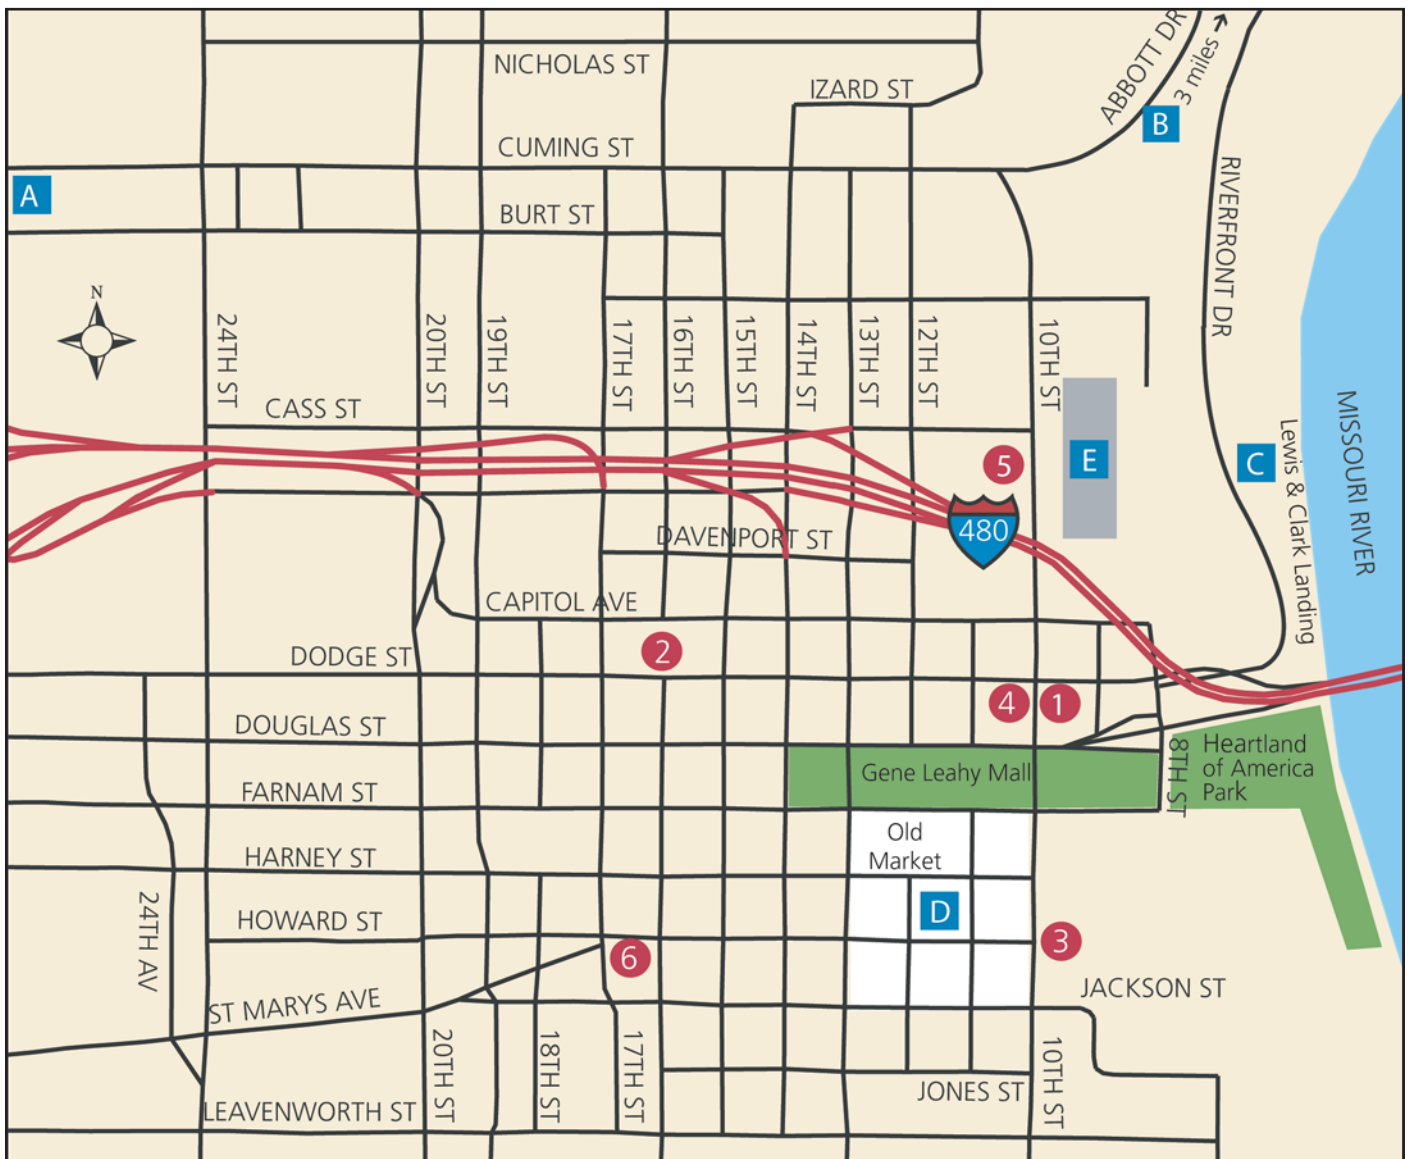 NICHOLAS ST
IZARD ST
ABBOTT DR
3 miles
B
CUMING ST
A
BURT ST
RIVERFRONT DR
N
24TH ST
20TH ST
19TH ST
17TH ST
16TH ST
15TH ST
14TH ST
13TH ST
12TH ST
10TH ST
CASS ST
5
E
C
Lewis & Clark Landing
MISSOURI RIVER
480
DAVENPORT ST
CAPITOL AVE
DODGE ST
2
4
1
DOUGLAS ST
Gene Leahy Mall
8TH ST
Heartland
of America
Park
FARNAM ST
Old
Market
HARNEY ST
24TH AV
HOWARD ST
D
3
6
ST MARYS AVE
JACKSON ST
20TH ST
18TH ST
17TH ST
10TH ST
JONES ST
LEAVENWORTH ST